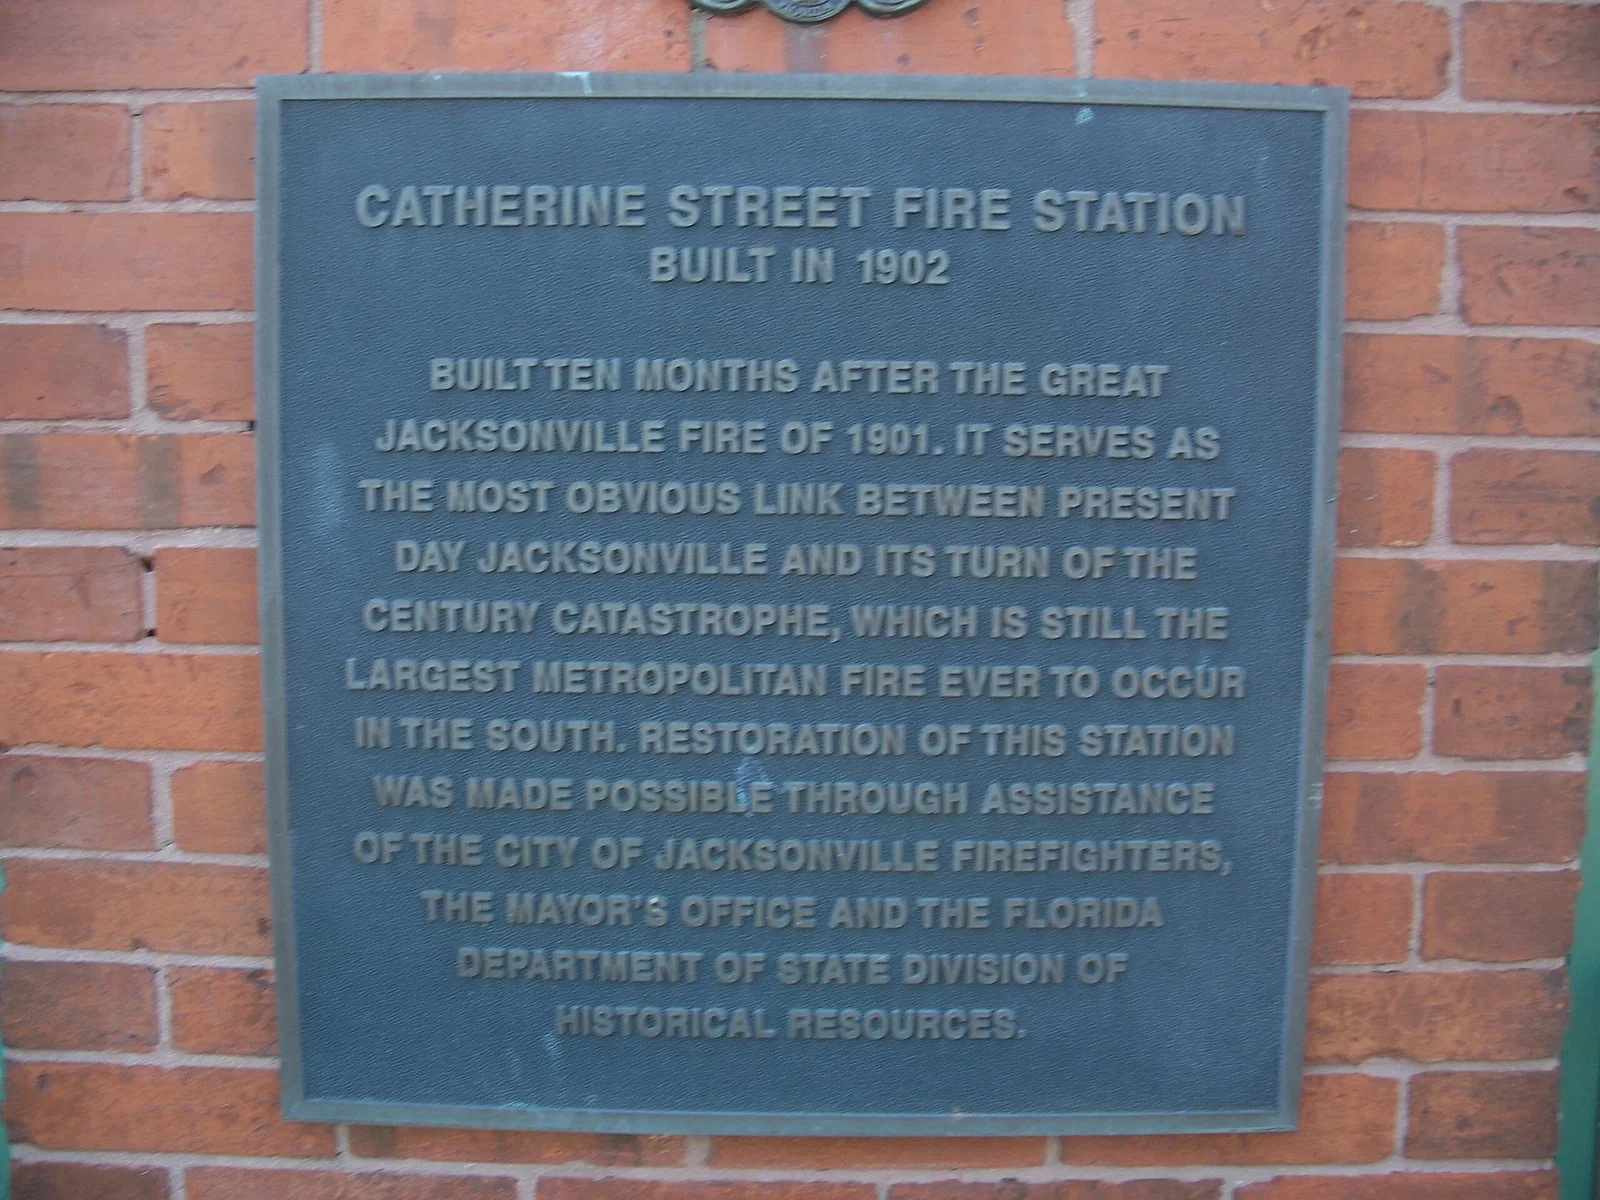 CATHERINE STREET FIRE STATION
BUILT IN 1902
BUILT TEN MONTHS AFTER THE GREAT
JACKSONVILLE FIRE OF 1901. IT SERVES AS
THE MOST OBVIOUS LINK BETWEEN PRESENT
DAY JACKSONVILLE AND ITS TURN OF THE
CENTURY CATASTROPHE, WHICH IS STILL THE
LARGEST METROPOLITAN FIRE EVER TO OCCUR
IN THE SOUTH. RESTORATION OF THIS STATION
WAS MADE POSSIBLE THROUGH ASSISTANCE
OF THE CITY OF JACKSONVILLE FIREFIGHTERS,
THE MAYOR'S OFFICE AND THE FLORIDA
DEPARTMENT OF STATE DIVISION OF
HISTORICAL RESOURCES.